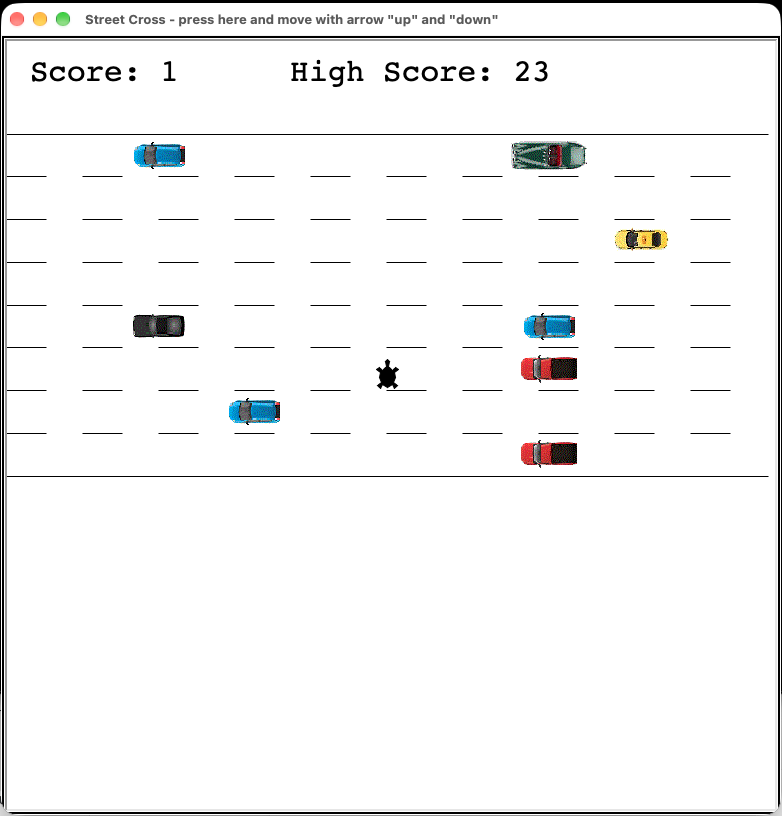 Street Cross - press here and move with arrow "up" and "down"
Score: 1 High Score: 23